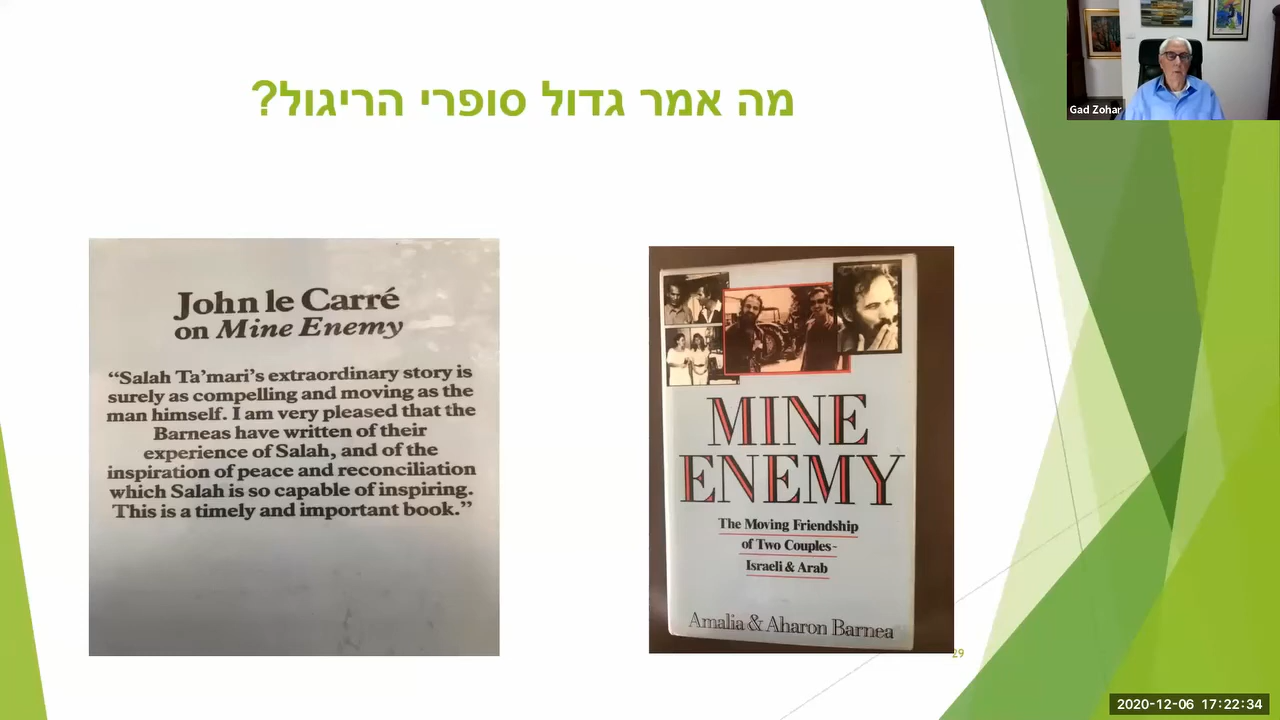 מה אמר גדול סופרי הריגול?
Gad Zohar
John le Carré
on Mine Enemy
“Salah Ta’mari’s extraordinary story is
surely as compelling and moving as the
man himself. I am very pleased that the
Barneas have written of their
experience of Salah, and of the
inspiration of peace and reconciliation
which Salah is so capable of inspiring.
This is a timely and important book.”
MINE
ENEMY
The Moving Friendship
of Two Couples-
Israeli & Arab
Amalia & Aharon Barnea
29
2020-12-06 17:22:34